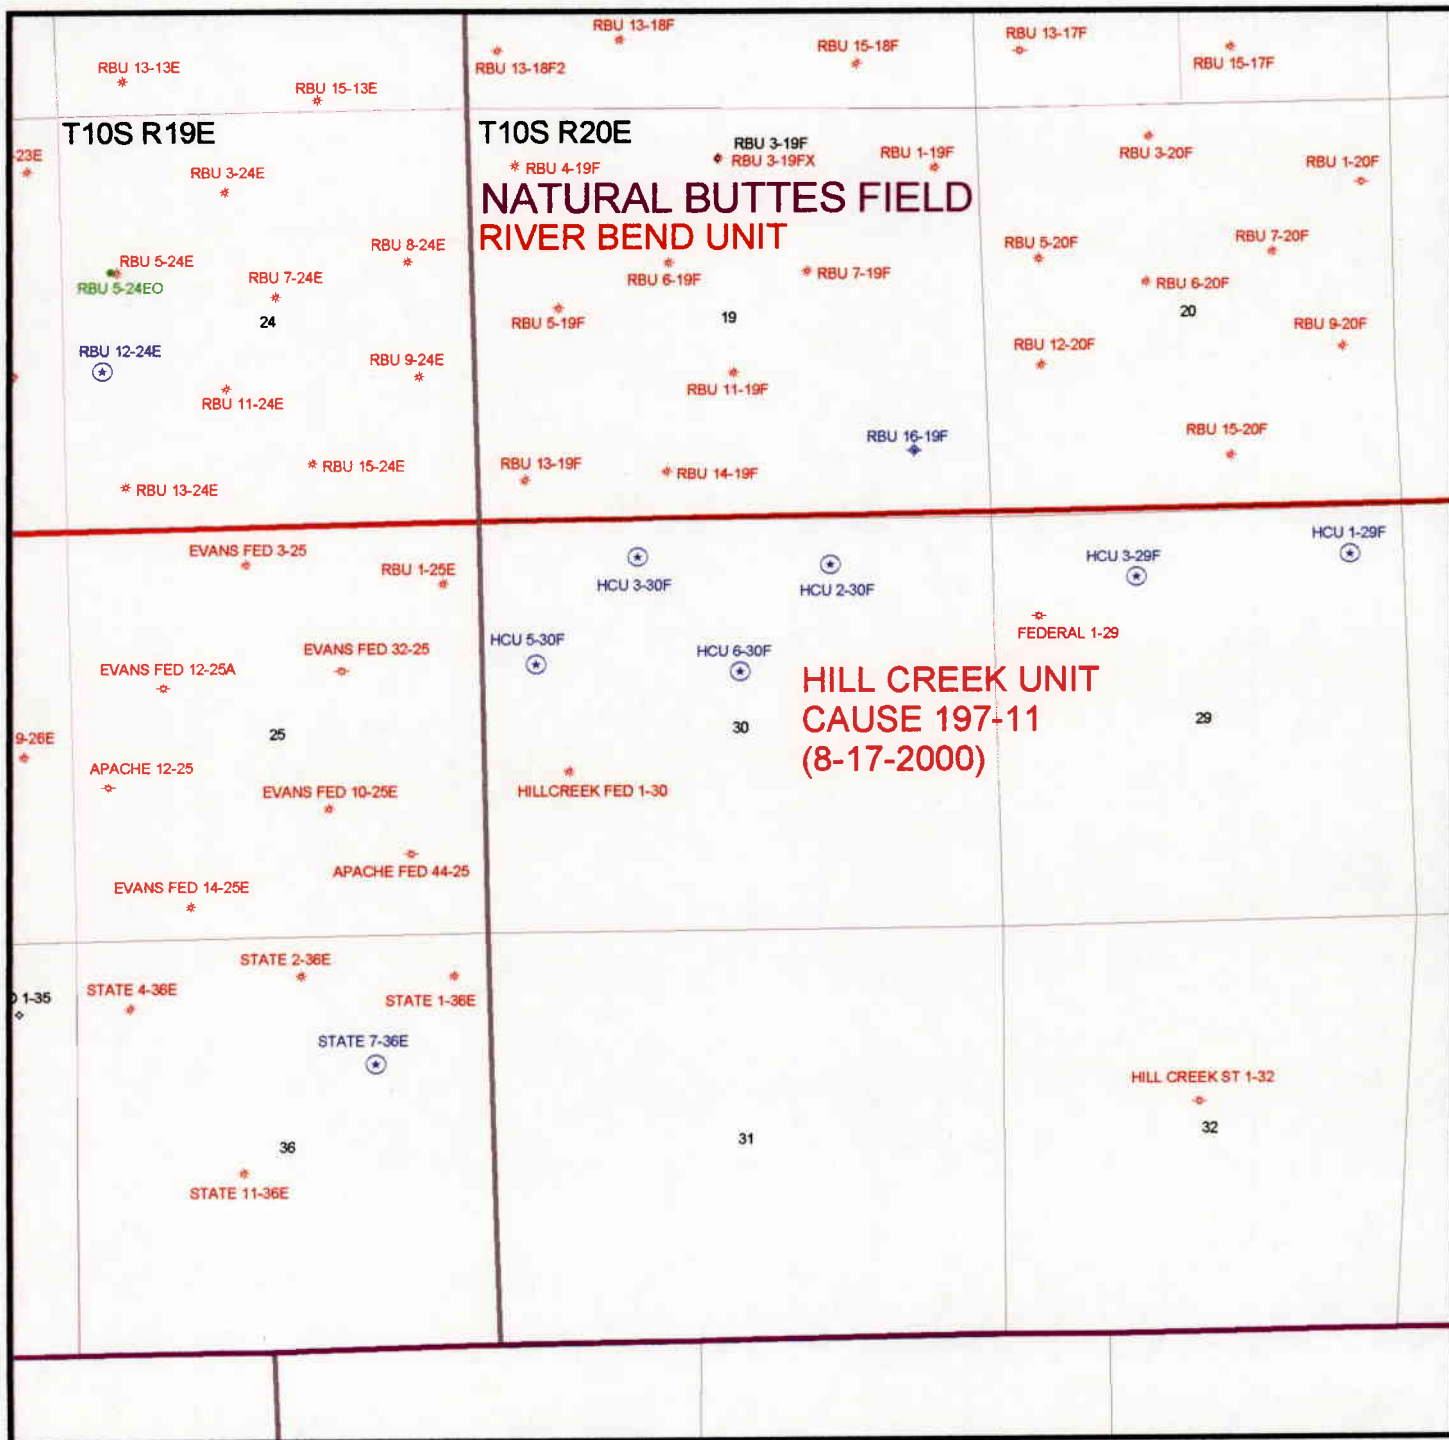 RBU 13-18F
RBU 13-17F
RBU 15-18F
RBU 13-18F2
RBU 15-17F
RBU 13-13E
RBU 15-13E
T10S R19E
T10S R20E
-23E
RBU 3-19F
RBU 3-19FX
RBU 1-19F
RBU 3-20F
RBU 1-20F
RBU 4-19F
RBU 3-24E
NATURAL BUTTES FIELD
RIVER BEND UNIT
RBU 8-24E
RBU 5-20F
RBU 7-20F
RBU 5-24E
RBU 7-24E
RBU 6-19F
RBU 7-19F
RBU 6-20F
RBU 5-24EO
24
RBU 5-19F
19
20
RBU 9-20F
RBU 12-24E
RBU 9-24E
RBU 12-20F
RBU 11-24E
RBU 11-19F
RBU 16-19F
RBU 15-20F
RBU 15-24E
RBU 13-19F
RBU 14-19F
RBU 13-24E
EVANS FED 3-25
RBU 1-25E
HCU 3-30F
HCU 2-30F
HCU 3-29F
HCU 1-29F
FEDERAL 1-29
EVANS FED 32-25
HCU 5-30F
HCU 6-30F
EVANS FED 12-25A
HILL CREEK UNIT
CAUSE 197-11
(8-17-2000)
9-26E
25
30
29
APACHE 12-25
EVANS FED 10-25E
HILLCREEK FED 1-30
APACHE FED 44-25
EVANS FED 14-25E
STATE 2-36E
STATE 4-36E
STATE 1-36E
1-35
STATE 7-36E
HILL CREEK ST 1-32
36
31
32
STATE 11-36E